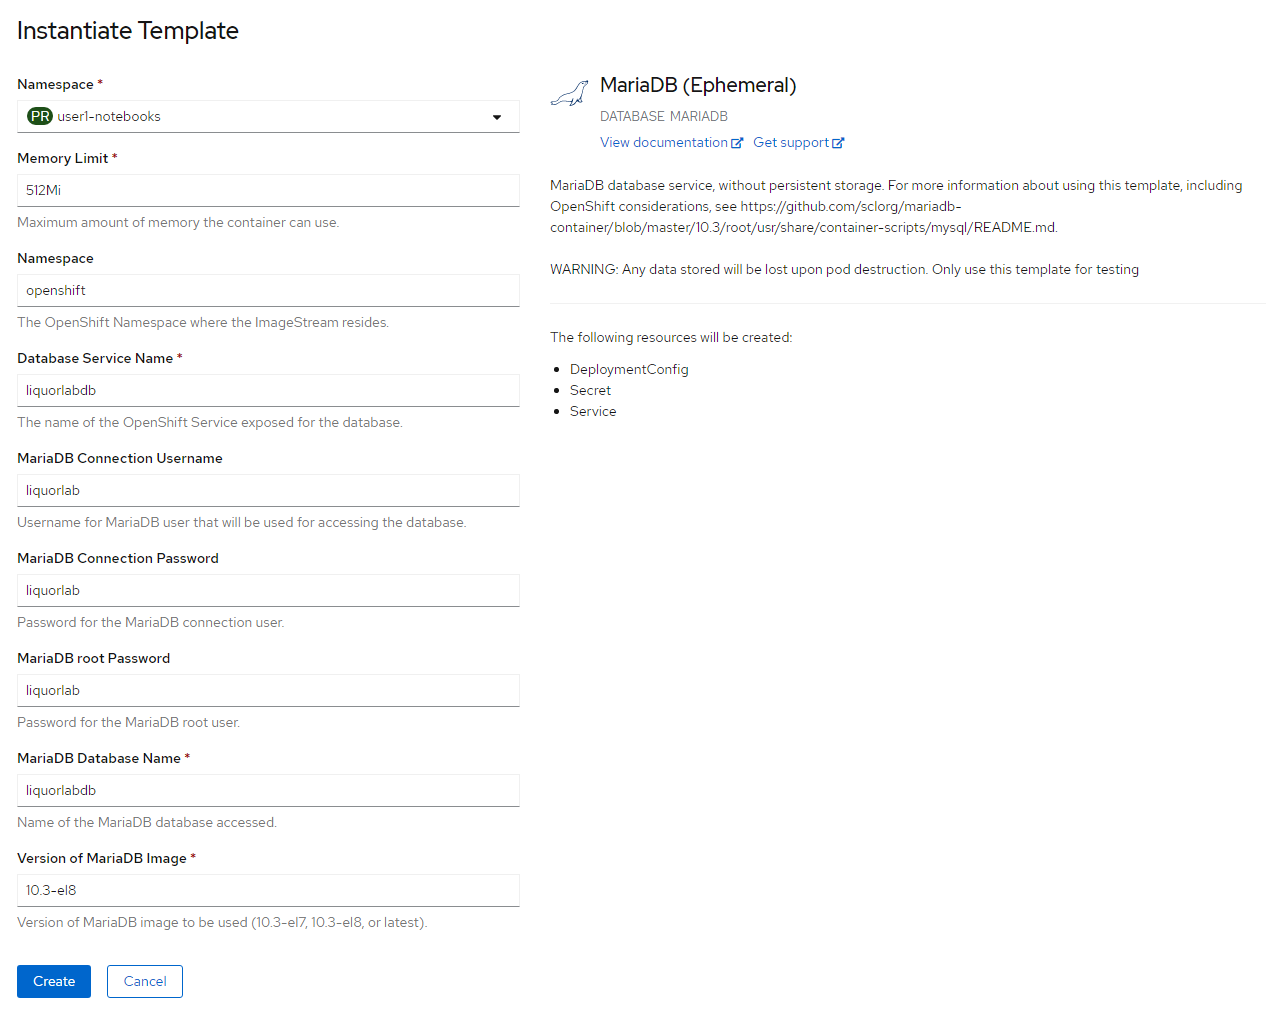 Instantiate Template
Namespace *
PR user1-notebooks
Memory Limit *
512Mi
Maximum amount of memory the container can use.
Namespace
openshift
The OpenShift Namespace where the ImageStream resides.
Database Service Name *
liquorlabdb
The name of the OpenShift Service exposed for the database.
MariaDB Connection Username
liquorlab
Username for MariaDB user that will be used for accessing the database.
MariaDB Connection Password
liquorlab
Password for the MariaDB connection user.
MariaDB root Password
liquorlab
Password for the MariaDB root user.
MariaDB Database Name *
liquorlabdb
Name of the MariaDB database accessed.
Version of MariaDB Image *
10.3-el8
Version of MariaDB image to be used (10.3-el7, 10.3-el8, or latest).
Create Cancel
MariaDB (Ephemeral)
DATABASE MARIADB
View documentation Get support
MariaDB database service, without persistent storage. For more information about using this template, including
OpenShift considerations, see https://github.com/sclorg/mariadb-
container/blob/master/10.3/root/usr/share/container-scripts/mysql/README.md.
WARNING: Any data stored will be lost upon pod destruction. Only use this template for testing
The following resources will be created:
DeploymentConfig
Secret
Service